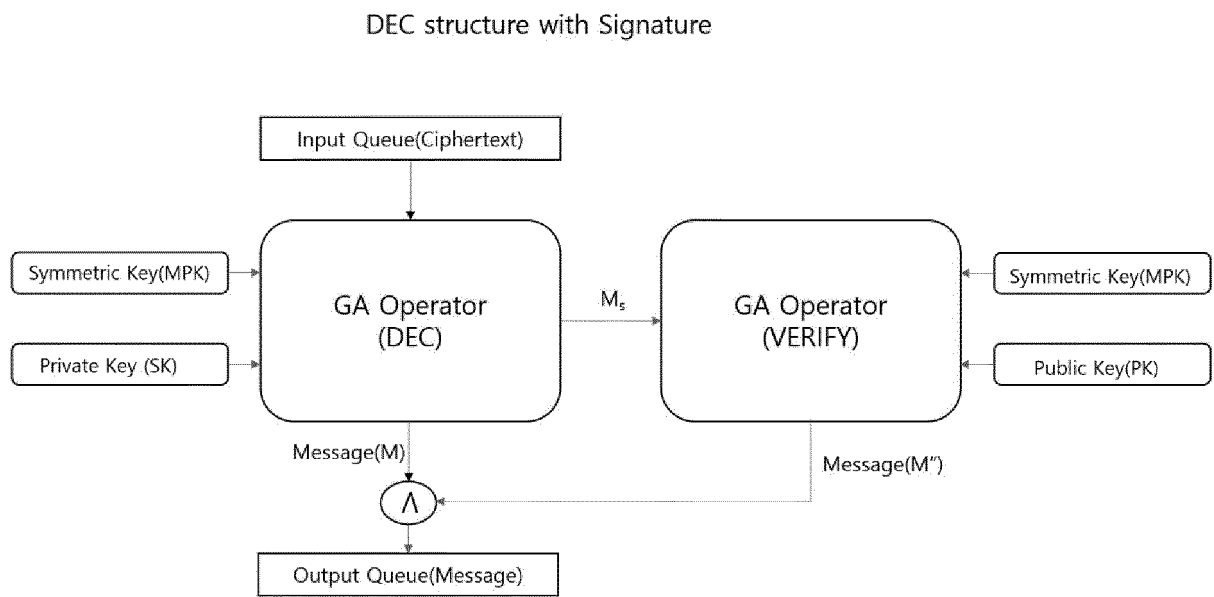 DEC structure with Signature
Input Queue(Ciphertext)
Symmetric Key(MPK)
Private Key (SK)
GA Operator
(DEC)
Ms
GA Operator
(VERIFY)
Symmetric Key(MPK)
Public Key(PK)
Message(M)
Message(M″)
Λ
Output Queue(Message)